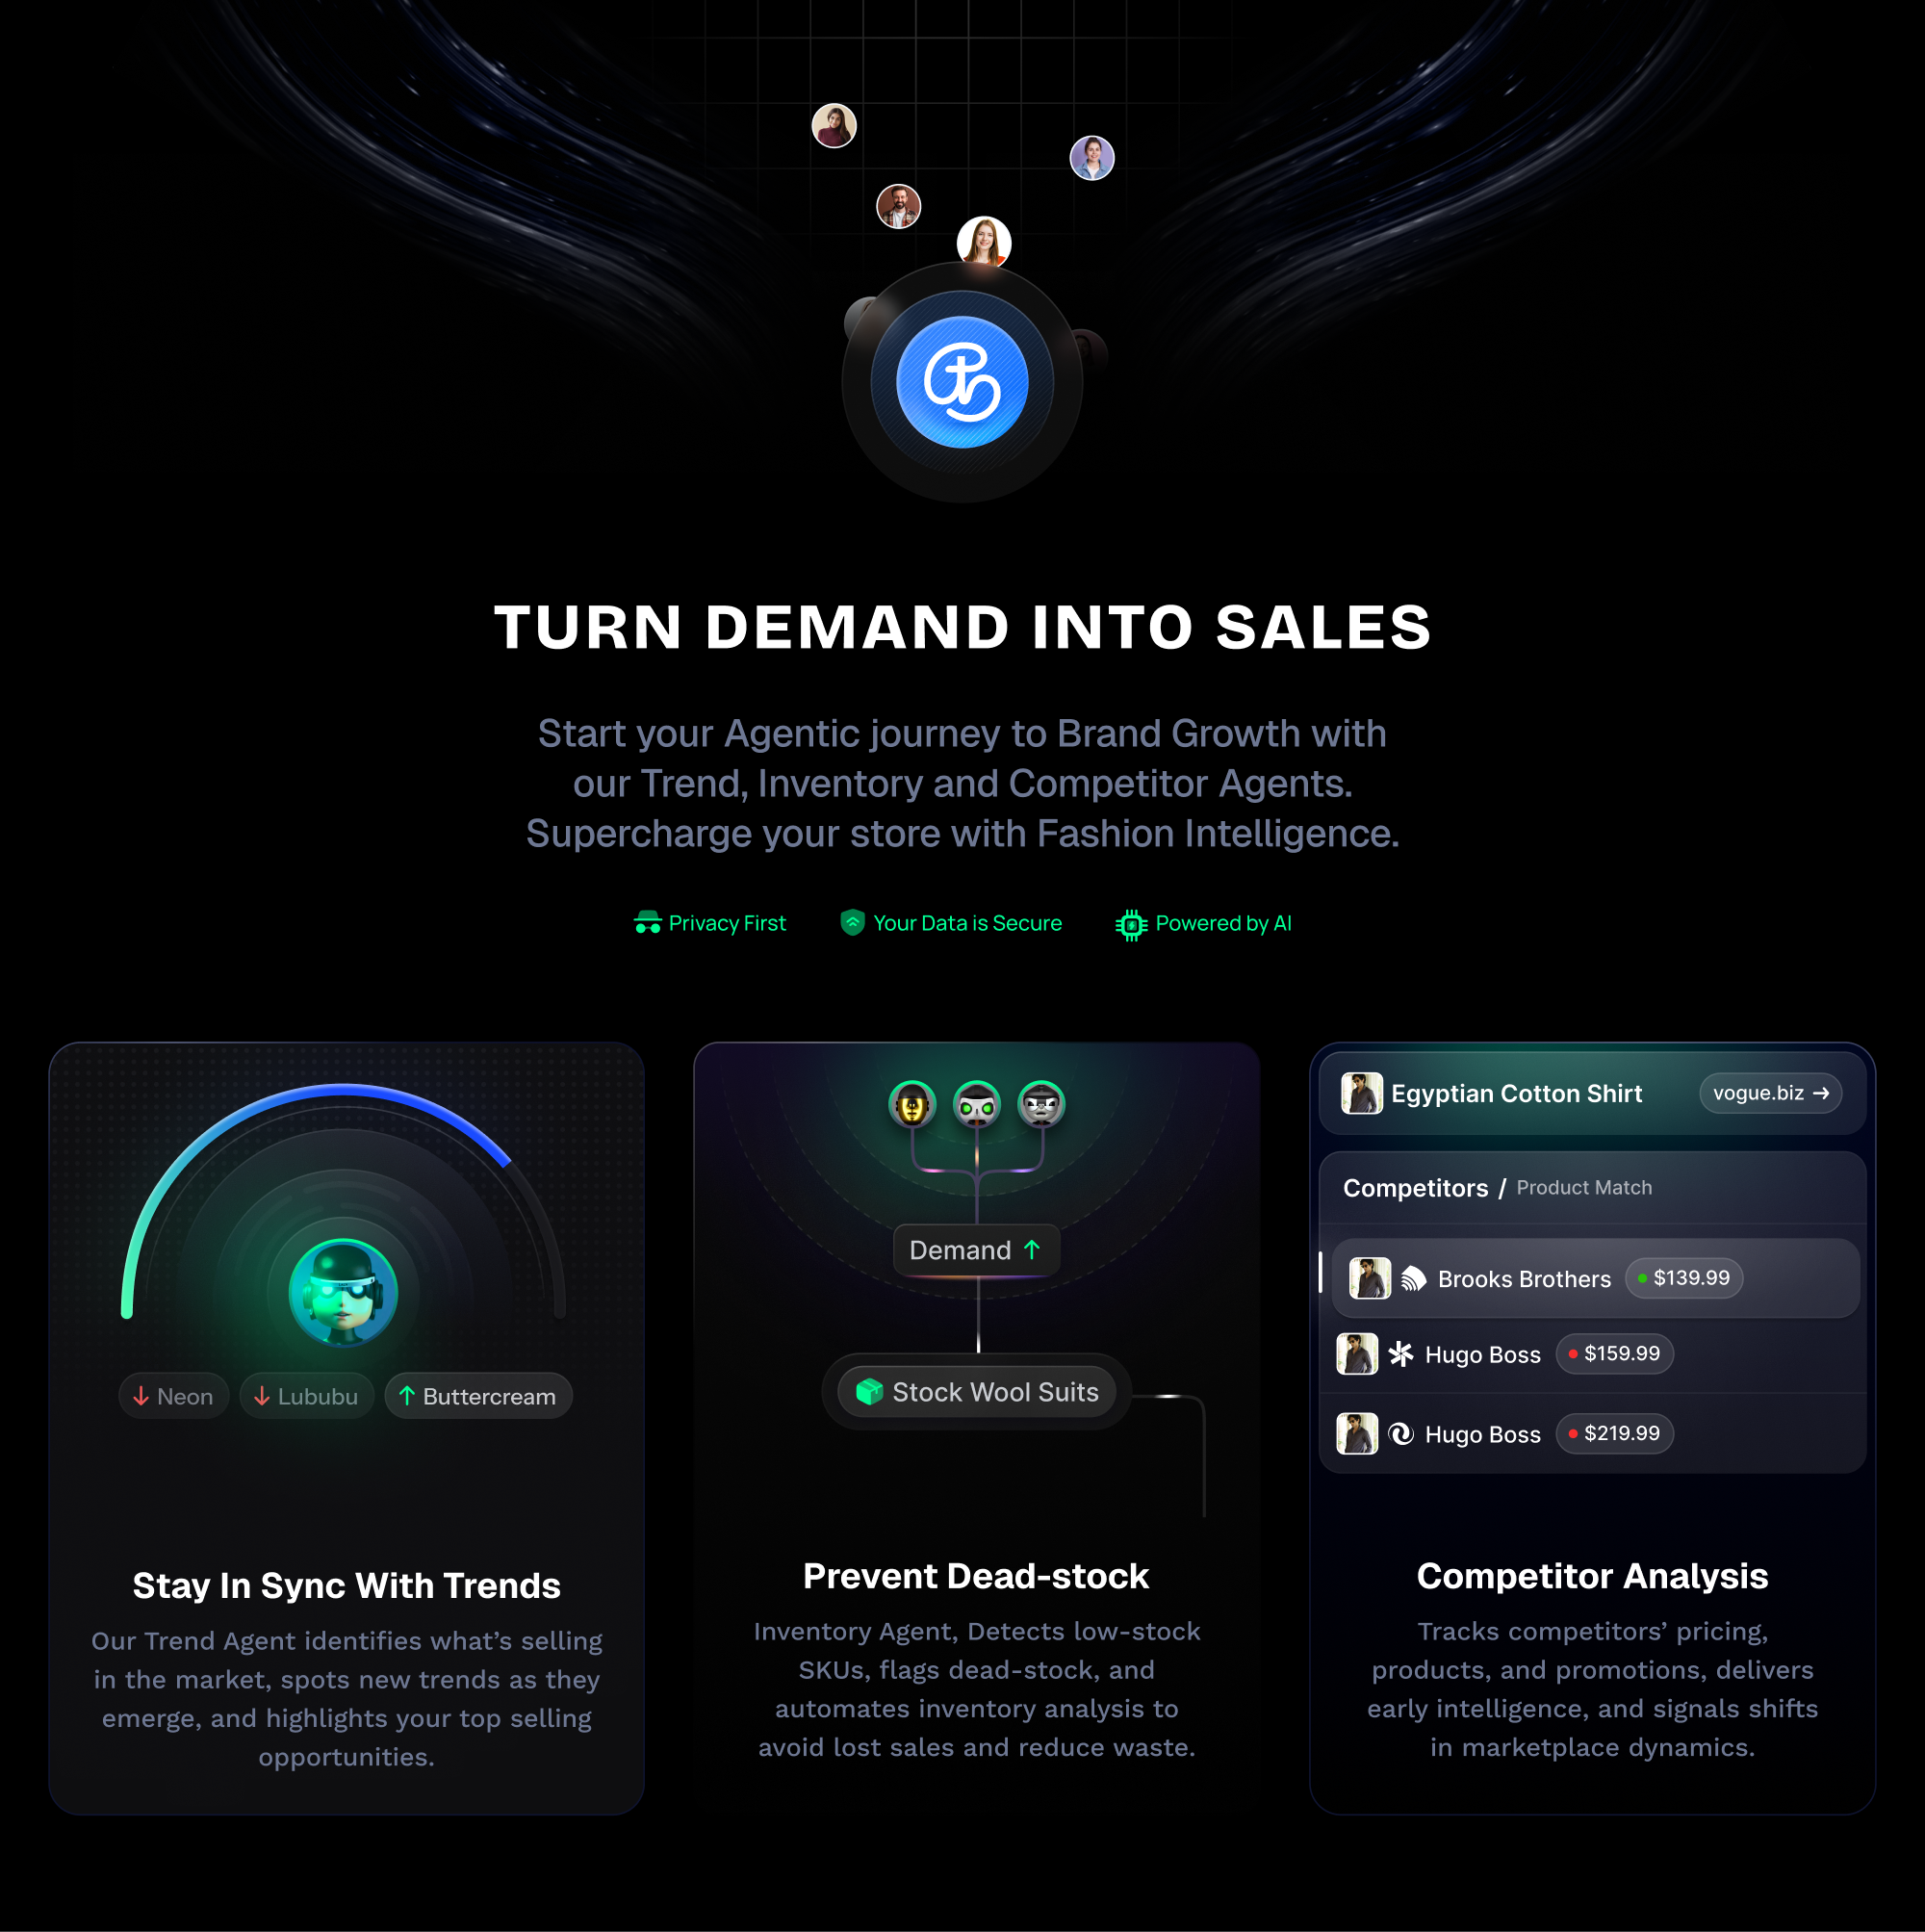 TURN DEMAND INTO SALES
Start your Agentic journey to Brand Growth with
our Trend, Inventory and Competitor Agents.
Supercharge your store with Fashion Intelligence.
Privacy First
Your Data is Secure
Powered by AI
Neon
Lububu
Buttercream
Stay In Sync With Trends
Our Trend Agent identifies what’s selling
in the market, spots new trends as they
emerge, and highlights your top selling
opportunities.
Demand ↑
Stock Wool Suits
Prevent Dead-stock
Inventory Agent, Detects low-stock
SKUs, flags dead-stock, and
automates inventory analysis to
avoid lost sales and reduce waste.
Egyptian Cotton Shirt
vogue.biz →
Competitors / Product Match
Brooks Brothers $139.99
Hugo Boss $159.99
Hugo Boss $219.99
Competitor Analysis
Tracks competitors’ pricing,
products, and promotions, delivers
early intelligence, and signals shifts
in marketplace dynamics.